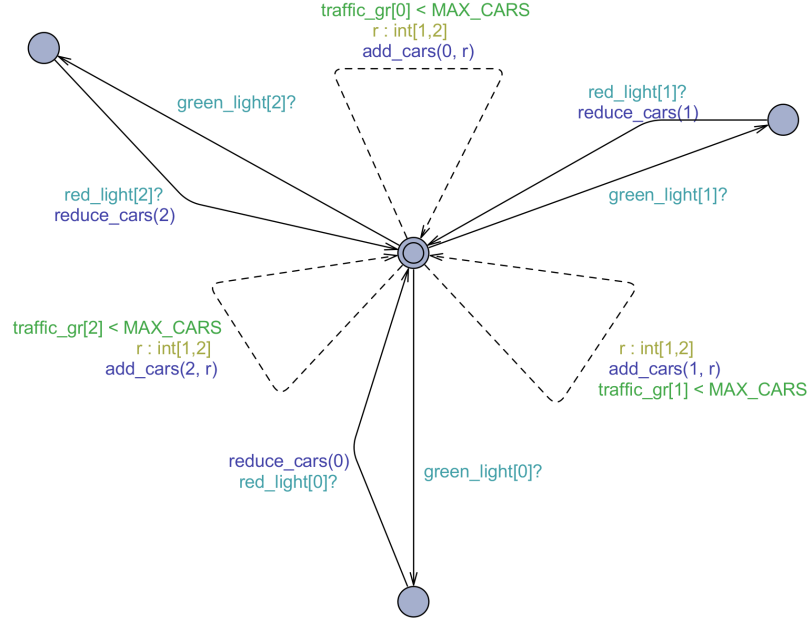 traffic_gr[0] < MAX_CARS
r : int[1,2]
add_cars(0, r)
green_light[2]?
red_light[1]?
reduce_cars(1)
red_light[2]?
reduce_cars(2)
green_light[1]?
traffic_gr[2] < MAX_CARS
r : int[1,2]
add_cars(2, r)
r : int[1,2]
add_cars(1, r)
traffic_gr[1] < MAX_CARS
reduce_cars(0)
red_light[0]?
green_light[0]?